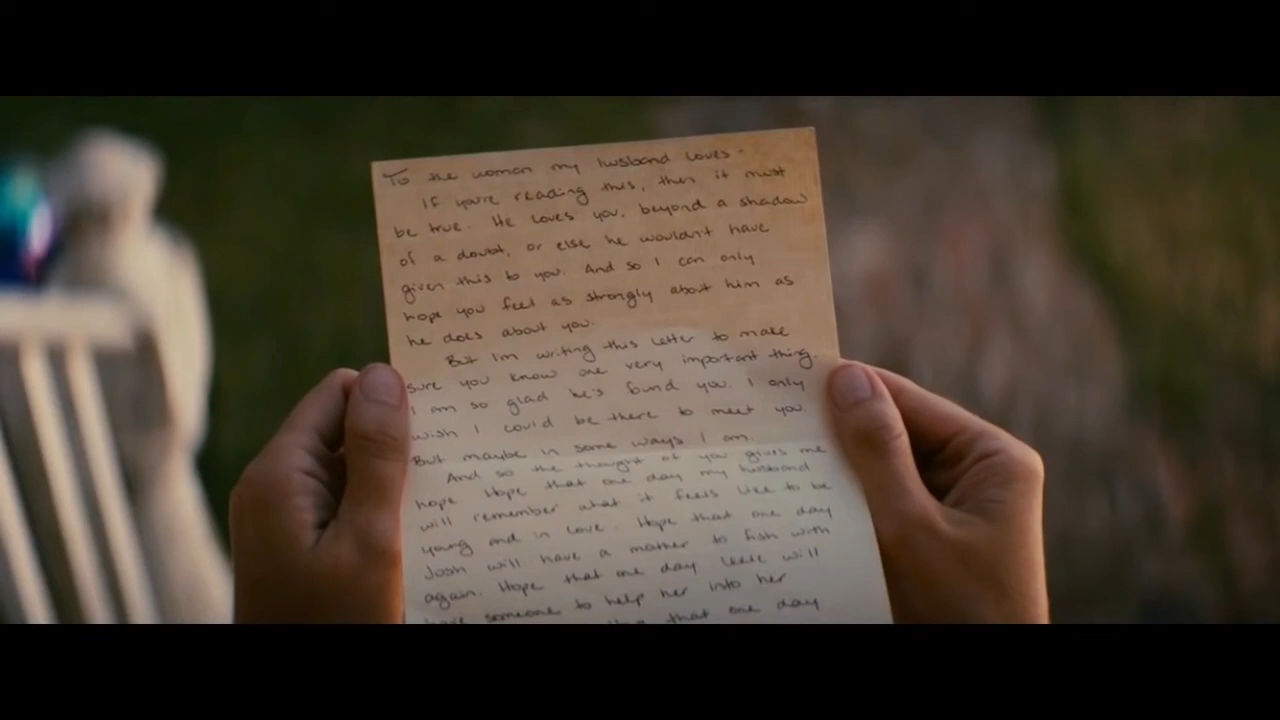 To the woman my husband loves-
If you're reading this, then it must
be true. He loves you, beyond a shadow
of a doubt, or else he wouldn't have
given this to you. And so I can only
hope you feel as strongly about him as
he does about you.
But I'm writing this letter to make
sure you know one very important thing.
I am so glad he's found you. I only
wish I could be there to meet you.
But maybe in some ways I am.
And so the thought of you gives me
hope. Hope that one day my husband
will remember what it feels like to be
young and in love. Hope that one day
Josh will have a mother to fish with
again. Hope that one day Lexie will
have someone to help her into her
that one day